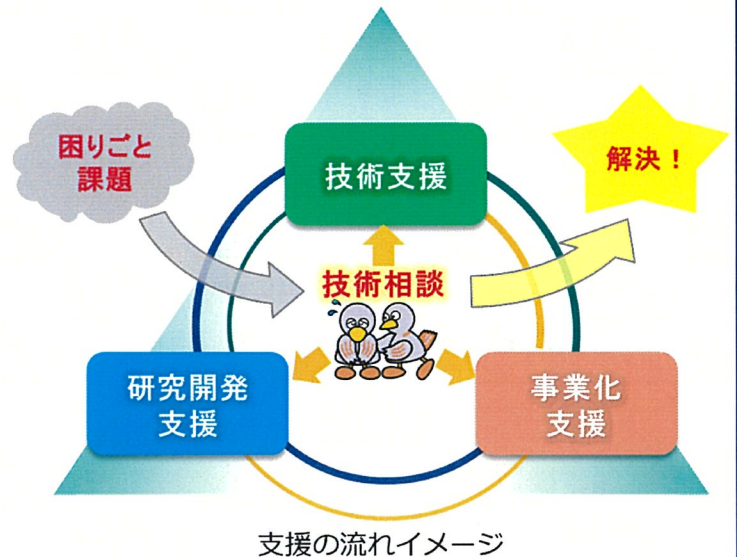 困りごと
課題
技術支援
解決！
技術相談
研究開発
支援
事業化
支援
支援の流れイメージ